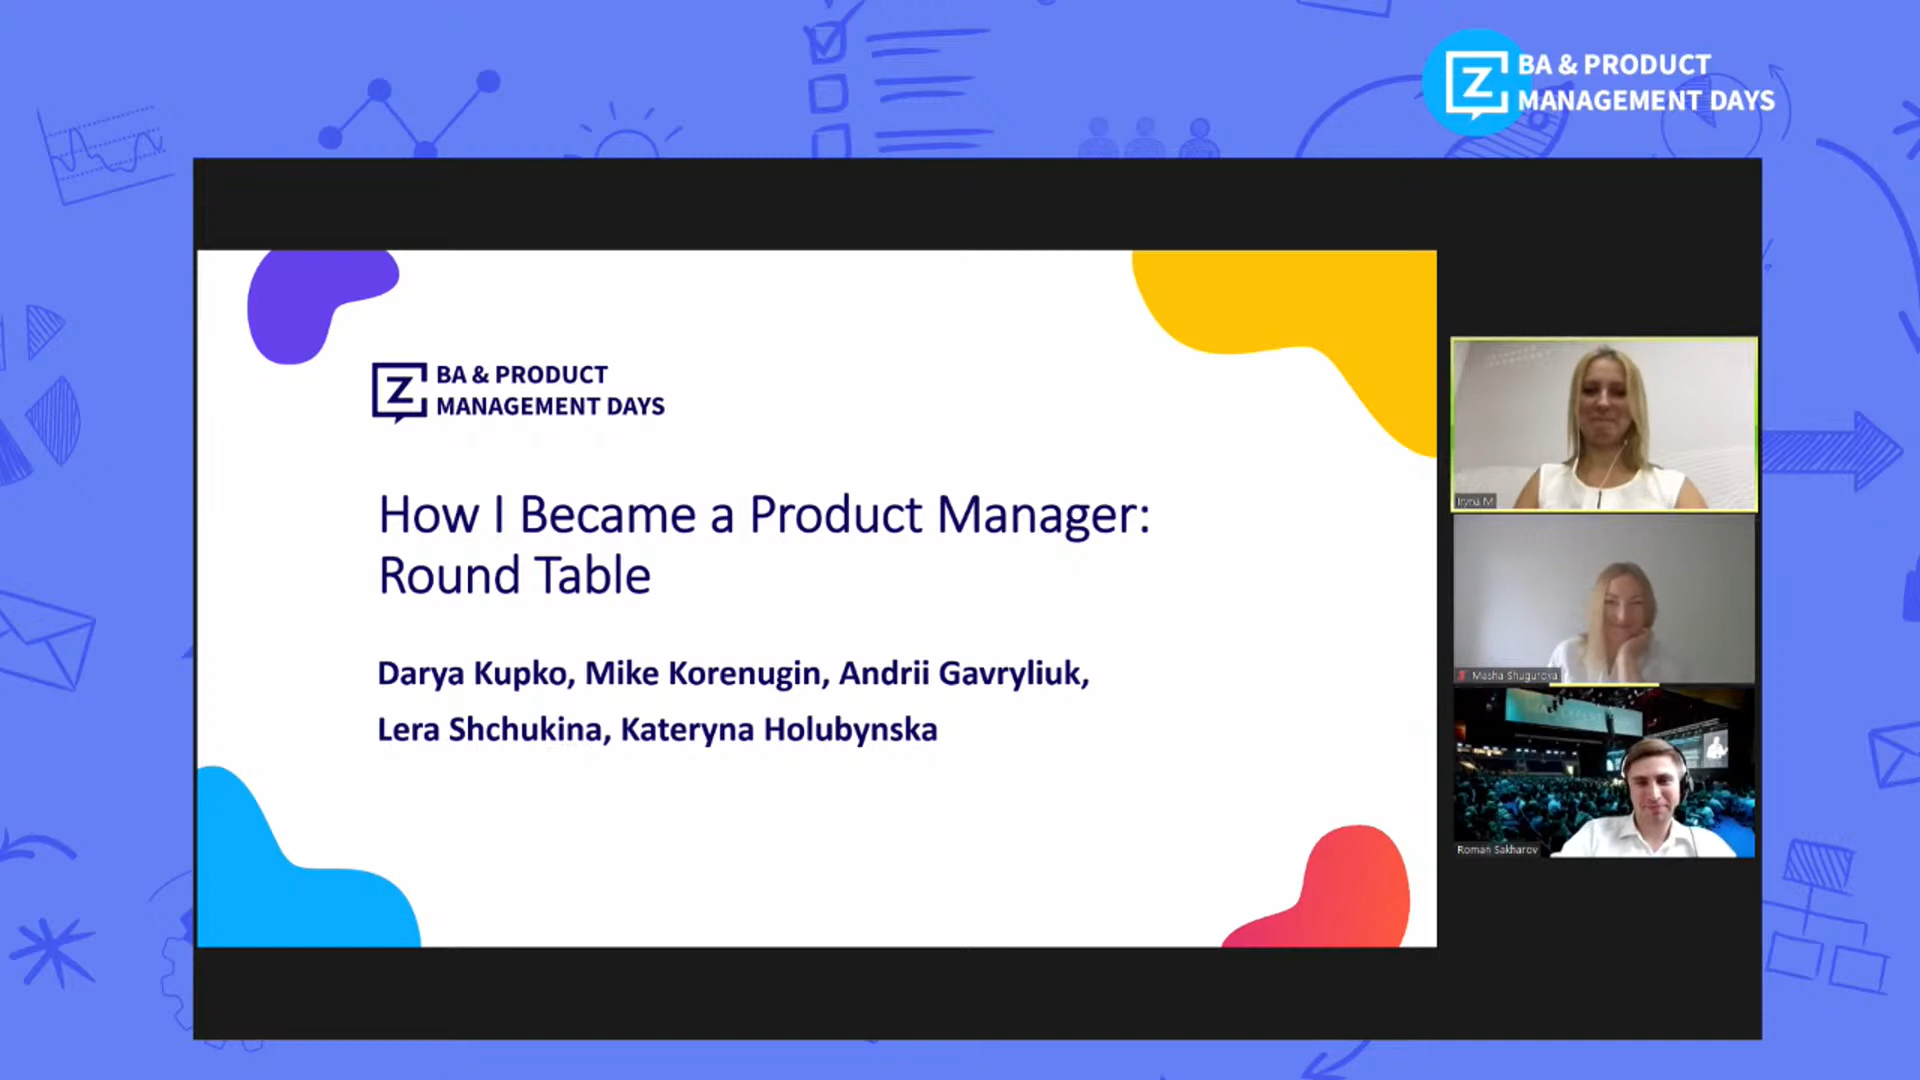 BA & PRODUCT
MANAGEMENT DAYS
Z
BA & PRODUCT
MANAGEMENT DAYS
Z
How I Became a Product Manager:
Round Table
Darya Kupko, Mike Korenugin, Andrii Gavryliuk,
Lera Shchukina, Kateryna Holubynska
Iryna M
Masha Shugurova
Roman Sakharov